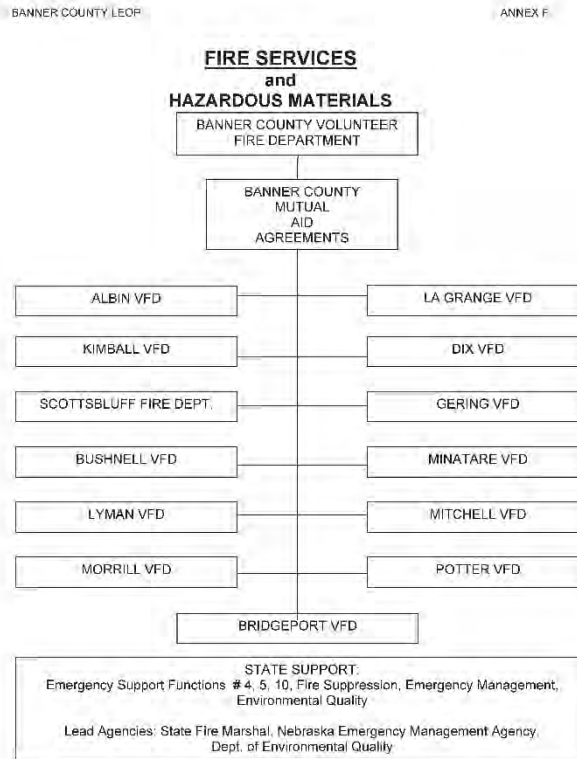 BANNER COUNTY LEOP
ANNEX F
FIRE SERVICES
and
HAZARDOUS MATERIALS
BANNER COUNTY VOLUNTEER
FIRE DEPARTMENT
BANNER COUNTY
MUTUAL
AID
AGREEMENTS
ALBIN VFD
LA GRANGE VFD
KIMBALL VFD
DIX VFD
SCOTTSBLUFF FIRE DEPT.
GERING VFD
BUSHNELL VFD
MINATARE VFD
LYMAN VFD
MITCHELL VFD
MORRILL VFD
POTTER VFD
BRIDGEPORT VFD
STATE SUPPORT:
Emergency Support Functions # 4, 5, 10, Fire Suppression, Emergency Management,
Environmental Quality
Lead Agencies: State Fire Marshal, Nebraska Emergency Management Agency,
Dept. of Environmental Quality